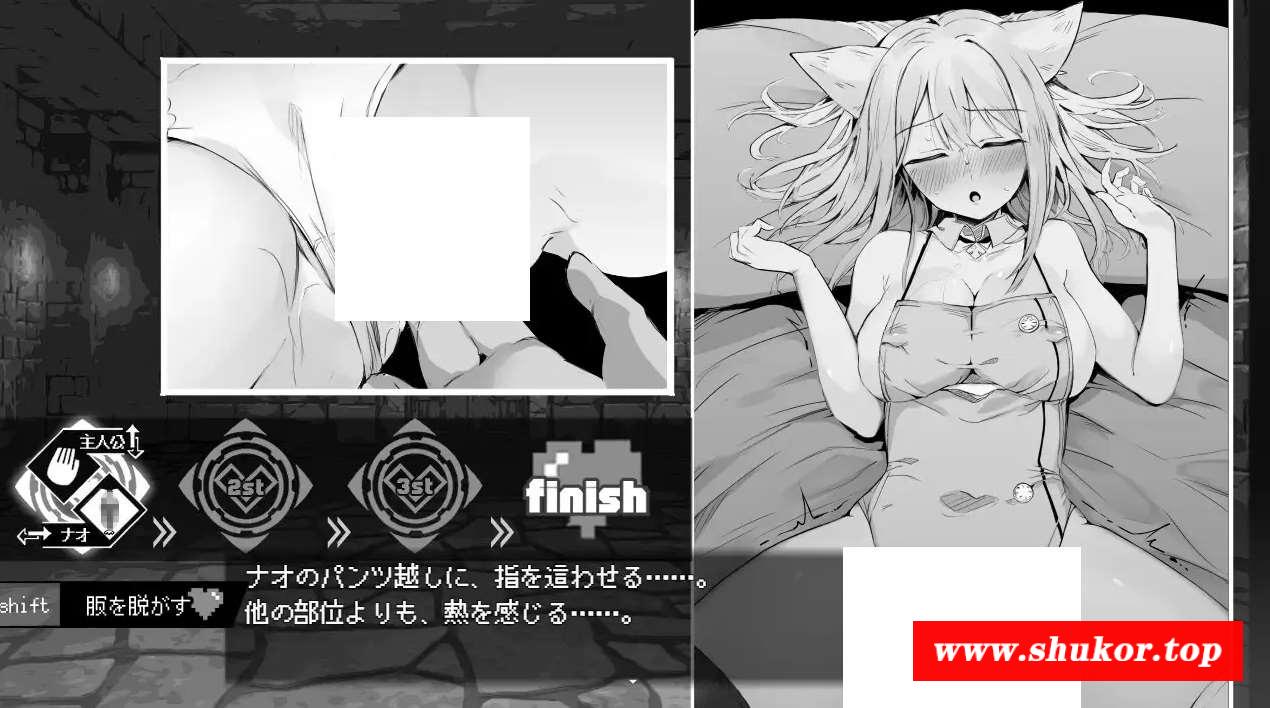 主人公
ナオ
2st
3st
finish
ナオのパンツ越しに、指を這わせる……。
他の部位よりも、熱を感じる……。
shift
服を脱がす
www.shukor.top